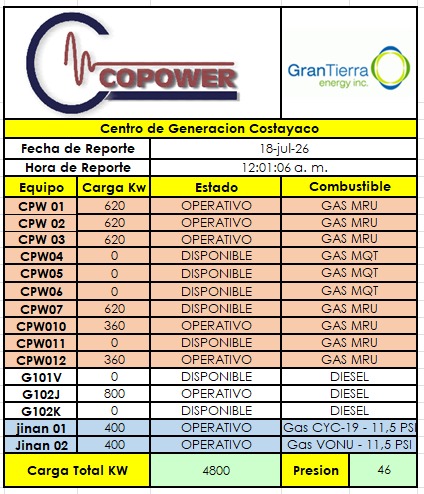 COPOWER
GranTierra
energy inc.
Centro de Generacion Costayaco
Fecha de Reporte 18-jul-26
Hora de Reporte 12:01:06 a. m.
Equipo Carga Kw Estado Combustible
CPW 01 620 OPERATIVO GAS MRU
CPW 02 620 OPERATIVO GAS MRU
CPW 03 620 OPERATIVO GAS MRU
CPW04 0 DISPONIBLE GAS MQT
CPW05 0 DISPONIBLE GAS MQT
CPW06 0 DISPONIBLE GAS MQT
CPW07 620 DISPONIBLE GAS MRU
CPW010 360 OPERATIVO GAS MRU
CPW011 0 DISPONIBLE GAS MRU
CPW012 360 OPERATIVO GAS MRU
G101V 0 DISPONIBLE DIESEL
G102J 800 OPERATIVO DIESEL
G102K 0 DISPONIBLE DIESEL
jinan 01 400 OPERATIVO Gas CYC-19 - 11,5 PSI
Jinan 02 400 OPERATIVO Gas VONU - 11,5 PSI
Carga Total KW 4800 Presion 46